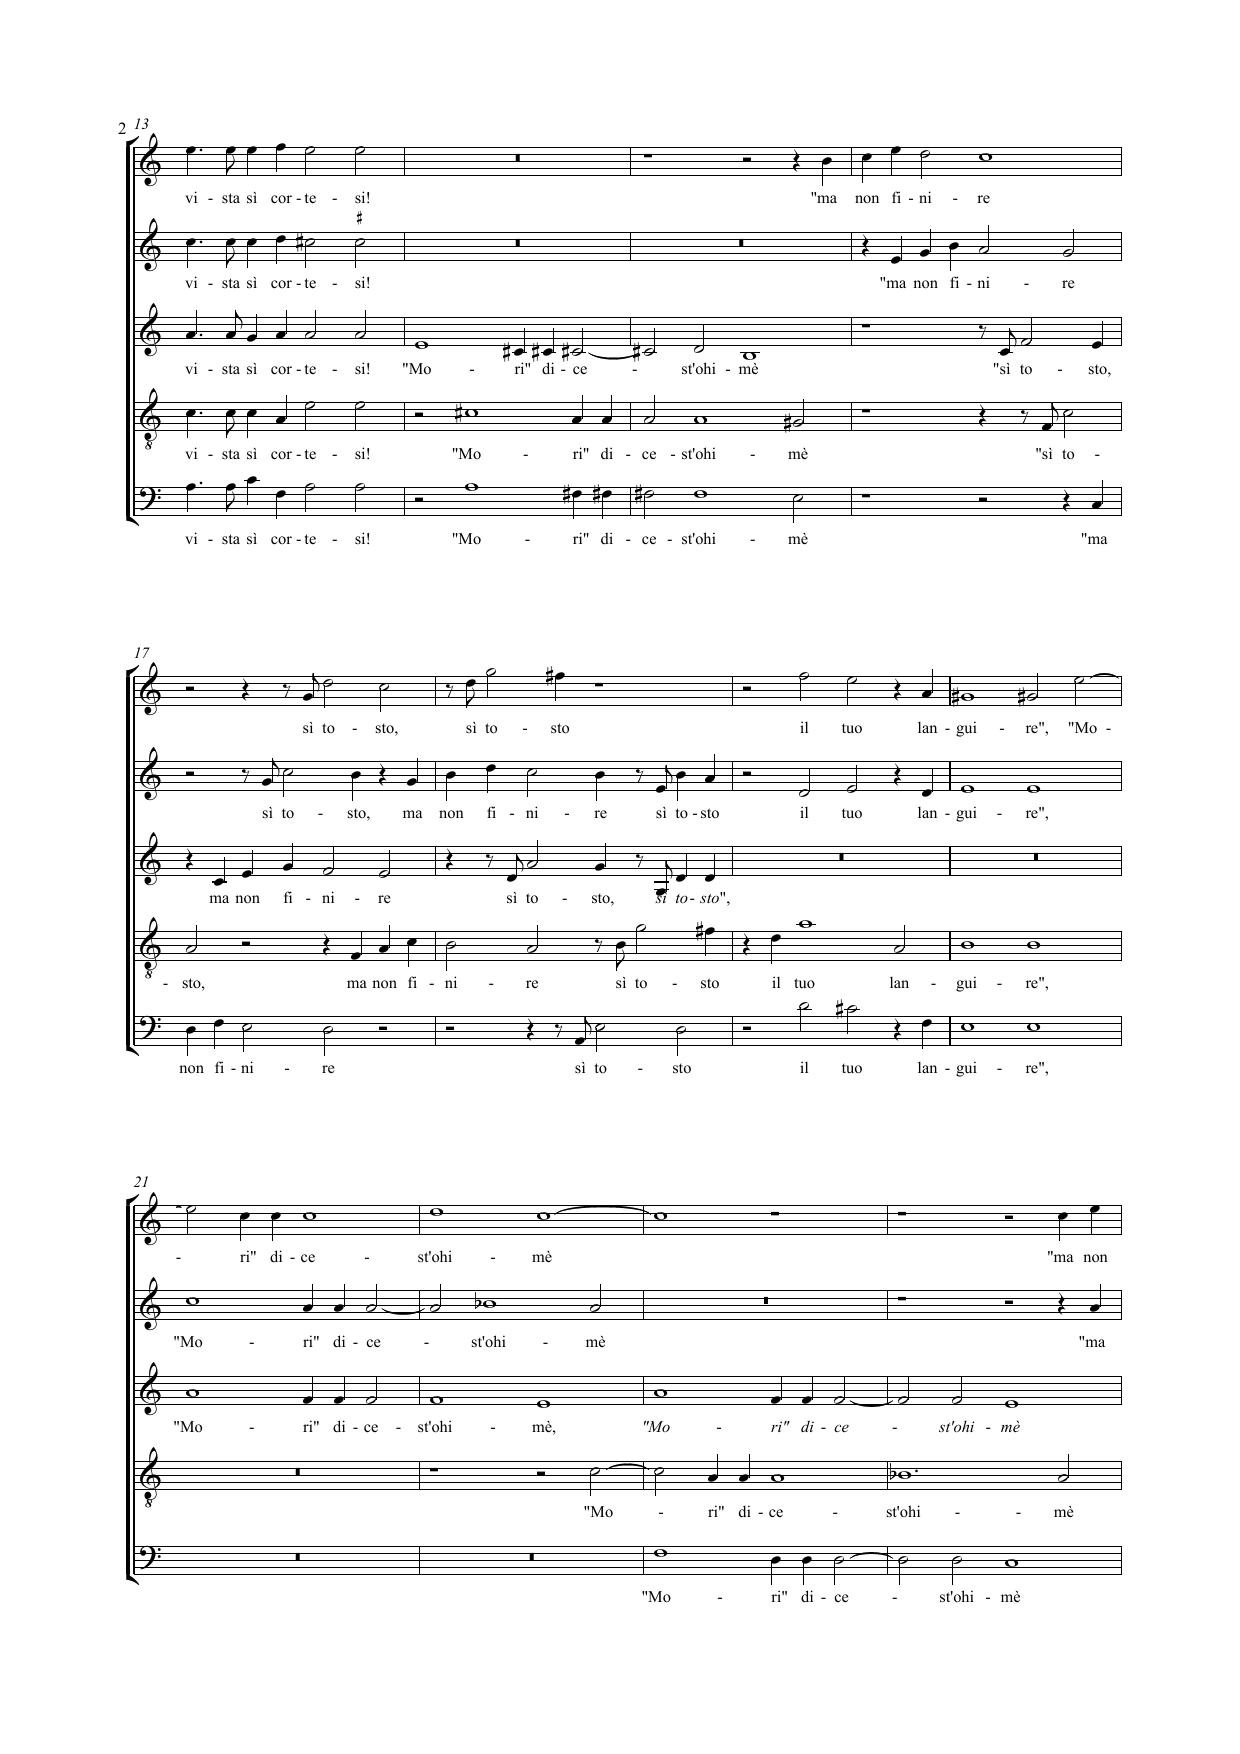 2
13
vi - sta sì cor - te - si! "ma non fi - ni - re
vi - sta sì cor - te - si! "ma non fi - ni - re
vi - sta sì cor - te - si! "Mo - ri" di - ce - st'ohi - mè "sì to - sto,
vi - sta sì cor - te - si! "Mo - ri" di - ce - st'ohi - mè "sì to -
vi - sta sì cor - te - si! "Mo - ri" di - ce - st'ohi - mè "ma
17
sì to - sto, sì to - sto il tuo lan - gui - re", "Mo -
sì to - sto, ma non fi - ni - re sì to - sto il tuo lan - gui - re",
ma non fi - ni - re sì to - sto, sì to - sto",
- sto, ma non fi - ni - re sì to - sto il tuo lan - gui - re",
non fi - ni - re sì to - sto il tuo lan - gui - re",
21
- ri" di - ce - st'ohi - mè "ma non
"Mo - ri" di - ce - st'ohi - mè "ma
"Mo - ri" di - ce - st'ohi - mè, "Mo - ri" di - ce - st'ohi - mè
"Mo - ri" di - ce - st'ohi - - mè
"Mo - ri" di - ce - st'ohi - mè